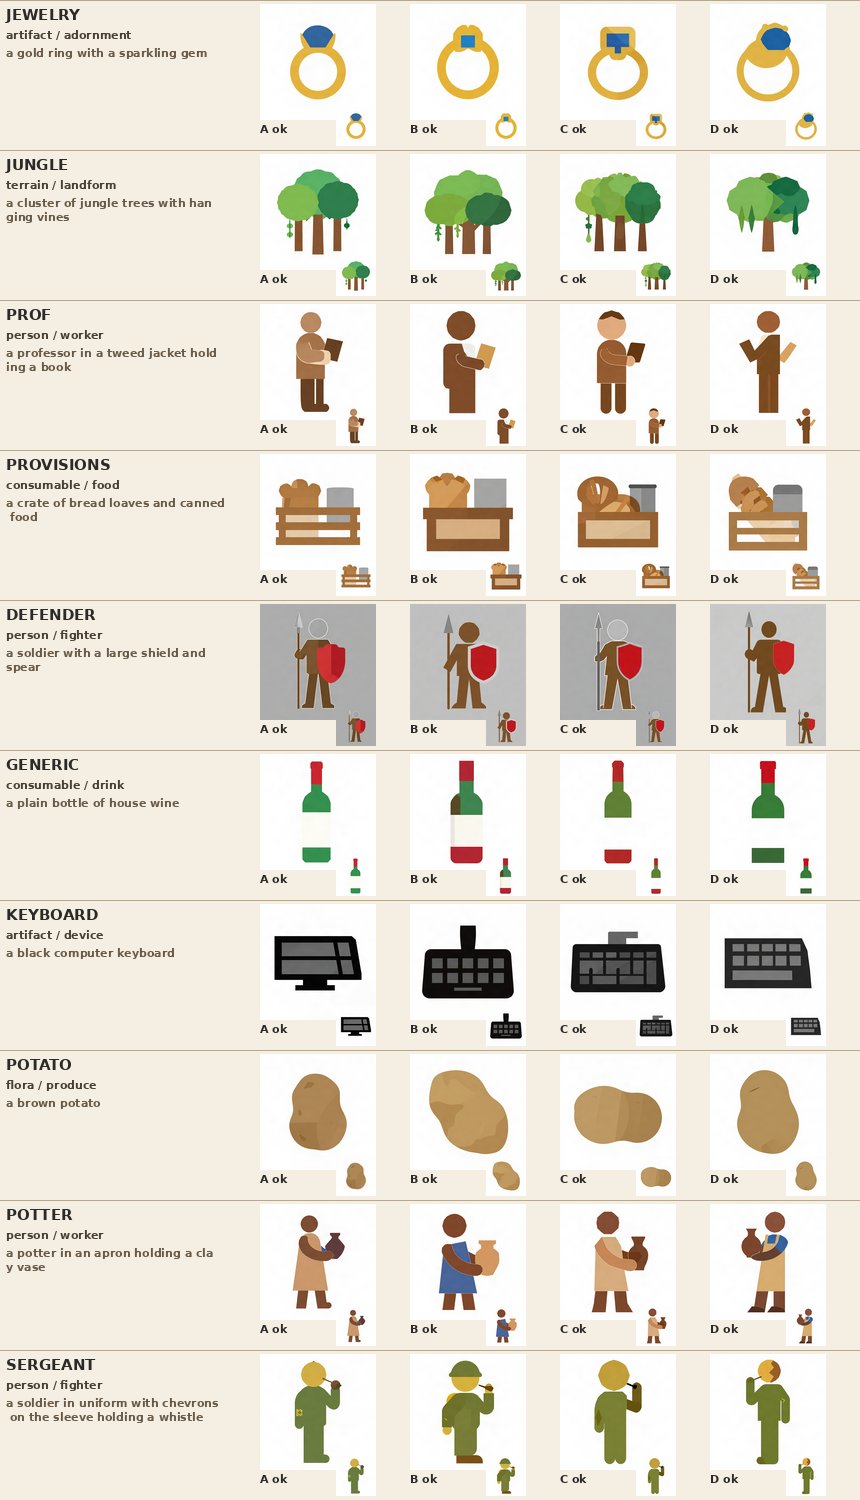 JEWELRY
artifact / adornment
a gold ring with a sparkling gem
A ok
B ok
C ok
D ok
JUNGLE
terrain / landform
a cluster of jungle trees with han
ging vines
A ok
B ok
C ok
D ok
PROF
person / worker
a professor in a tweed jacket hold
ing a book
A ok
B ok
C ok
D ok
PROVISIONS
consumable / food
a crate of bread loaves and canned
food
A ok
B ok
C ok
D ok
DEFENDER
person / fighter
a soldier with a large shield and
spear
A ok
B ok
C ok
D ok
GENERIC
consumable / drink
a plain bottle of house wine
A ok
B ok
C ok
D ok
KEYBOARD
artifact / device
a black computer keyboard
A ok
B ok
C ok
D ok
POTATO
flora / produce
a brown potato
A ok
B ok
C ok
D ok
POTTER
person / worker
a potter in an apron holding a cla
y vase
A ok
B ok
C ok
D ok
SERGEANT
person / fighter
a soldier in uniform with chevrons
on the sleeve holding a whistle
A ok
B ok
C ok
D ok